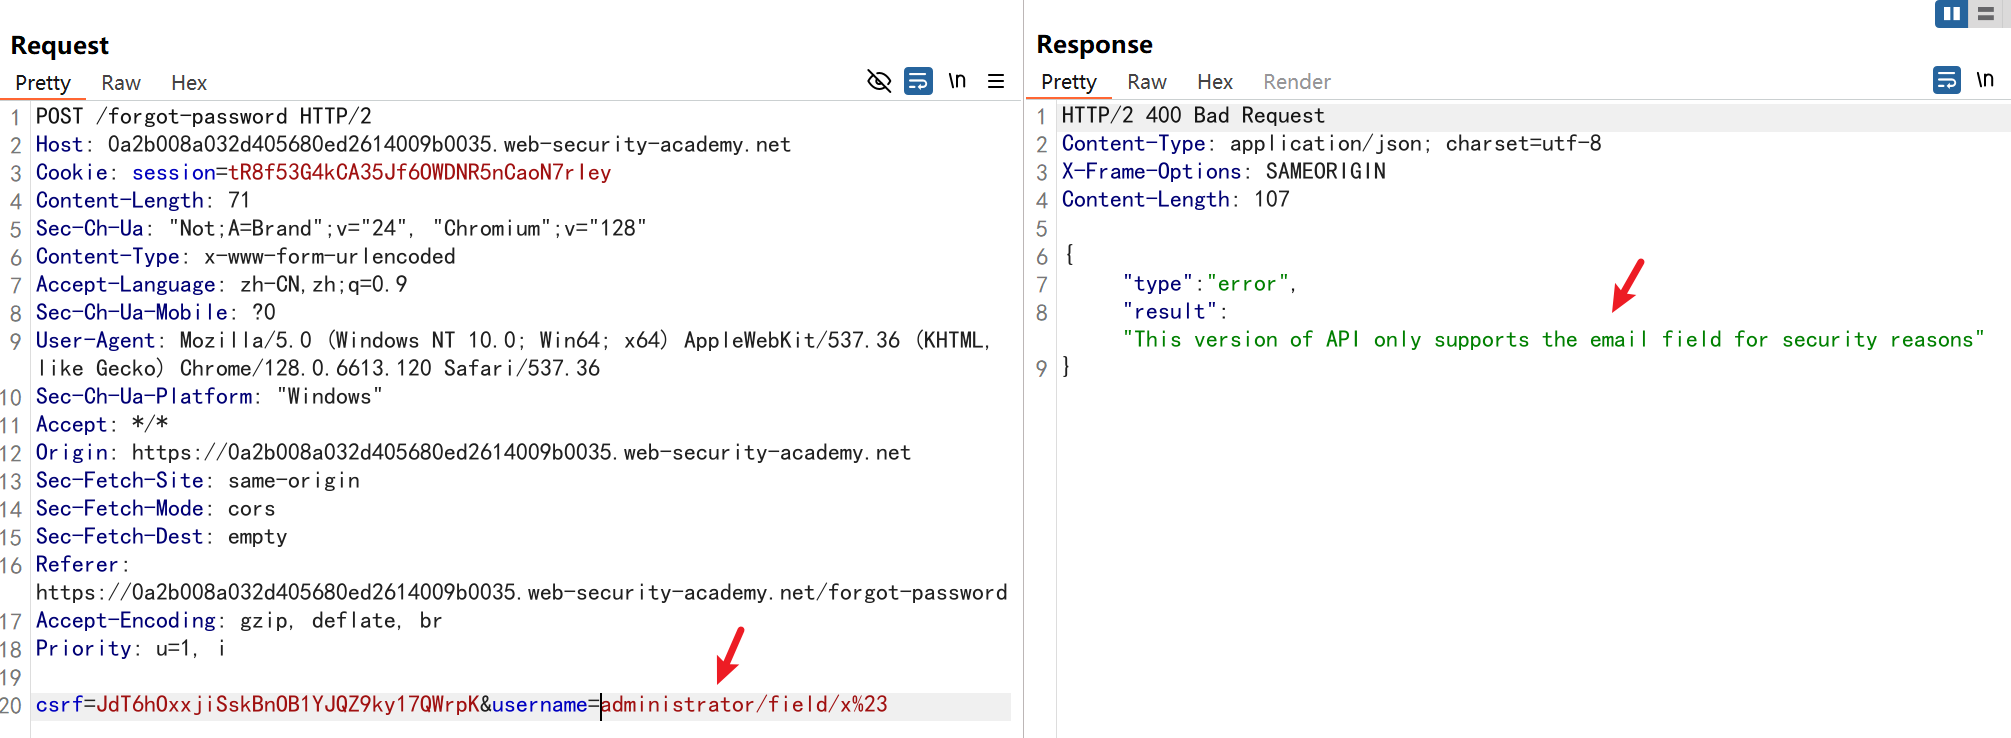 Request
Pretty Raw Hex \n
1 POST /forgot-password HTTP/2
2 Host: 0a2b008a032d405680ed2614009b0035.web-security-academy.net
3 Cookie: session=tR8f53G4kCA35Jf6OWDNR5nCaoN7rley
4 Content-Length: 71
5 Sec-Ch-Ua: "Not;A=Brand";v="24", "Chromium";v="128"
6 Content-Type: x-www-form-urlencoded
7 Accept-Language: zh-CN,zh;q=0.9
8 Sec-Ch-Ua-Mobile: ?0
9 User-Agent: Mozilla/5.0 (Windows NT 10.0; Win64; x64) AppleWebKit/537.36 (KHTML,
like Gecko) Chrome/128.0.6613.120 Safari/537.36
10 Sec-Ch-Ua-Platform: "Windows"
11 Accept: */*
12 Origin: https://0a2b008a032d405680ed2614009b0035.web-security-academy.net
13 Sec-Fetch-Site: same-origin
14 Sec-Fetch-Mode: cors
15 Sec-Fetch-Dest: empty
16 Referer:
https://0a2b008a032d405680ed2614009b0035.web-security-academy.net/forgot-password
17 Accept-Encoding: gzip, deflate, br
18 Priority: u=1, i
19
20 csrf=JdT6hOxxjiSskBnOB1YJQZ9ky17QWrpK&username=administrator/field/x%23
Response
Pretty Raw Hex Render \n
1 HTTP/2 400 Bad Request
2 Content-Type: application/json; charset=utf-8
3 X-Frame-Options: SAMEORIGIN
4 Content-Length: 107
5
6 {
7 "type":"error",
8 "result":
"This version of API only supports the email field for security reasons"
9 }